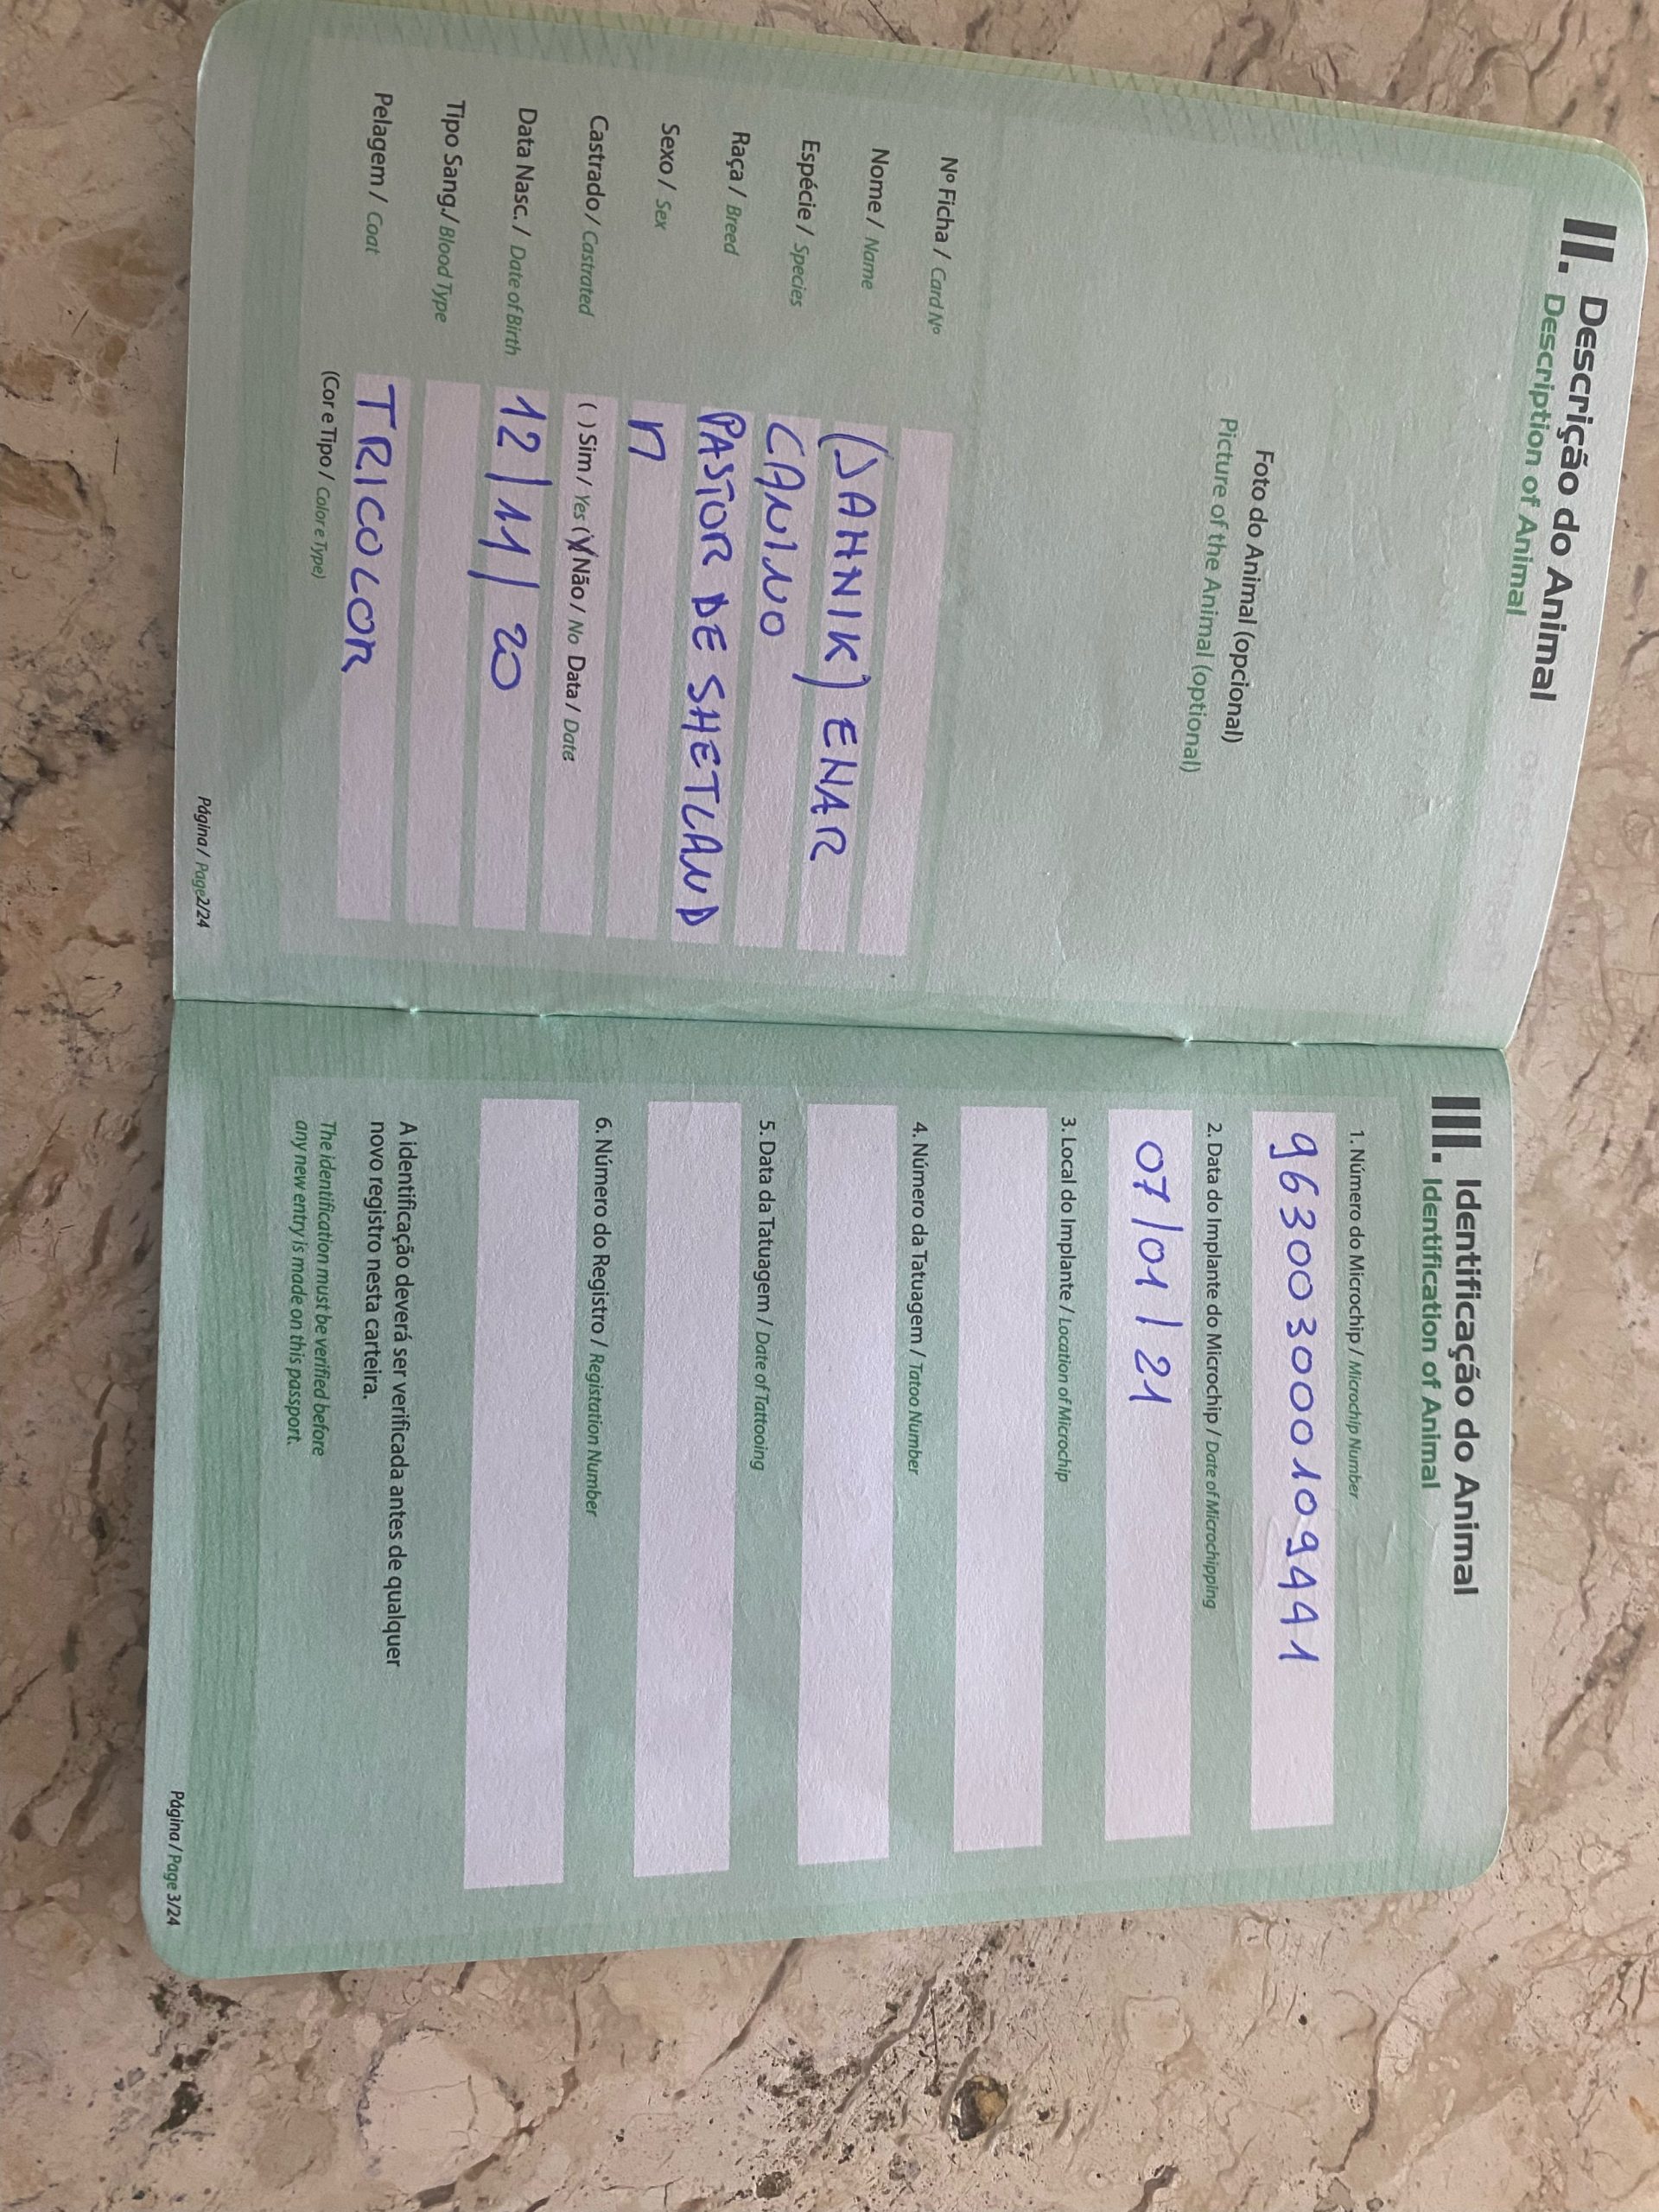 II. Descrição do Animal
Description of Animal
Foto do Animal (opcional)
Picture of the Animal (optional)
Nº Ficha / Card Nº
Nome / Name (JAHNIK) ENAR
Espécie / Species CANINO
Raça / Breed PASTOR DE SHETLAND
Sexo / Sex M
Castrado / Castrated ( ) Sim / Yes (X) Não / No Data / Date
Data Nasc. / Date of Birth 12/11/20
Tipo Sang./ Blood Type
Pelagem / Coat TRICOLOR
(Cor e Tipo / Color e Type)
Página / Page2/24
III. Identificação do Animal
Identification of Animal
1. Número do Microchip / Microchip Number
963003000109441
2. Data do Implante do Microchip / Date of Microchipping
07/01/21
3. Local do Implante / Location of Microchip
4. Número da Tatuagem / Tatoo Number
5. Data da Tatuagem / Date of Tattooing
6. Número do Registro / Registation Number
A identificação deverá ser verificada antes de qualquer
novo registro nesta carteira.
The identification must be verified before
any new entry is made on this passport.
Página / Page 3/24